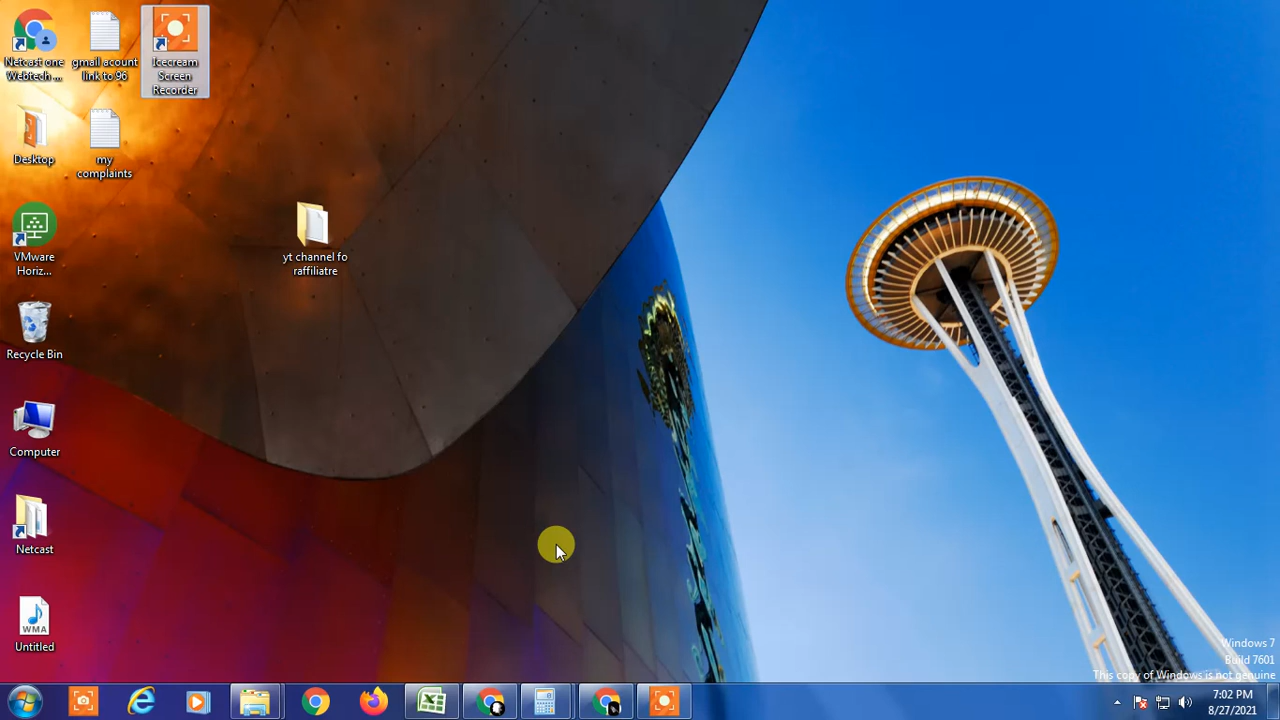 Netcast one
Webtech ...
gmail acount
link to 96
Icecream
Screen
Recorder
Desktop
my
complaints
VMware
Horiz...
yt channel fo
raffiliatre
Recycle Bin
Computer
Netcast
WMA
Untitled
Windows 7
Build 7601
This copy of Windows is not genuine
7:02 PM
8/27/2021